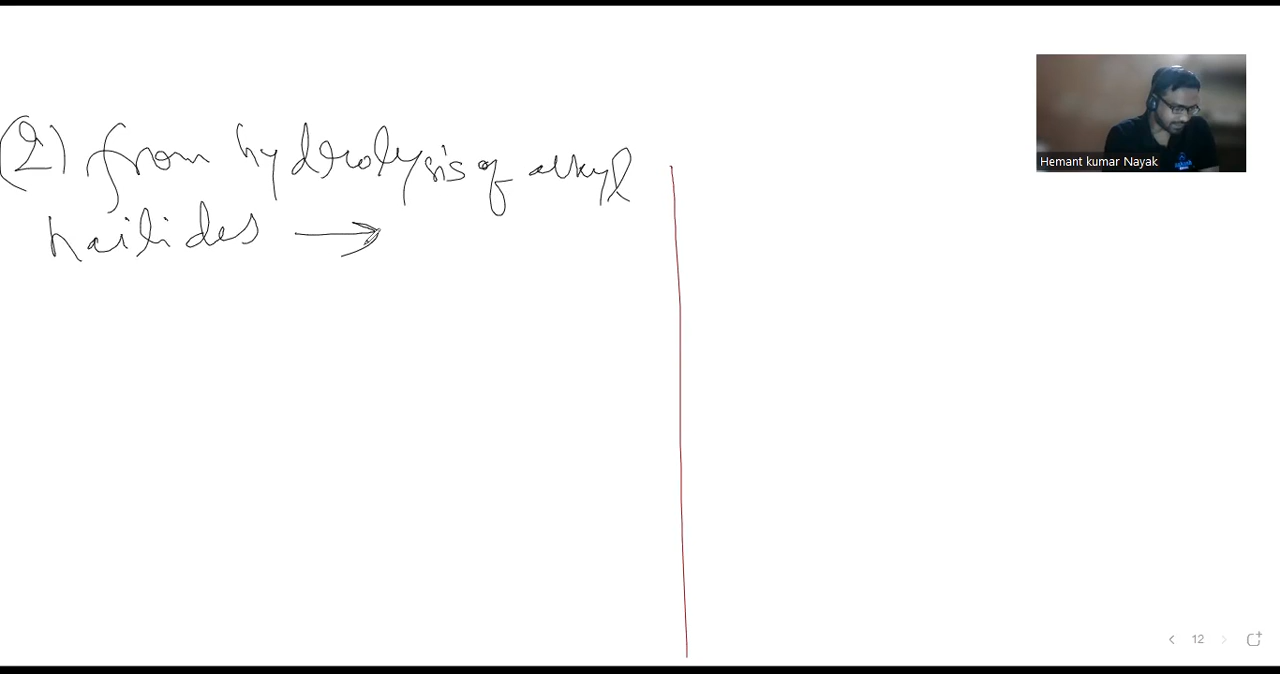 (2) from hydrolysis of alkyl
hailides →
Hemant kumar Nayak
12